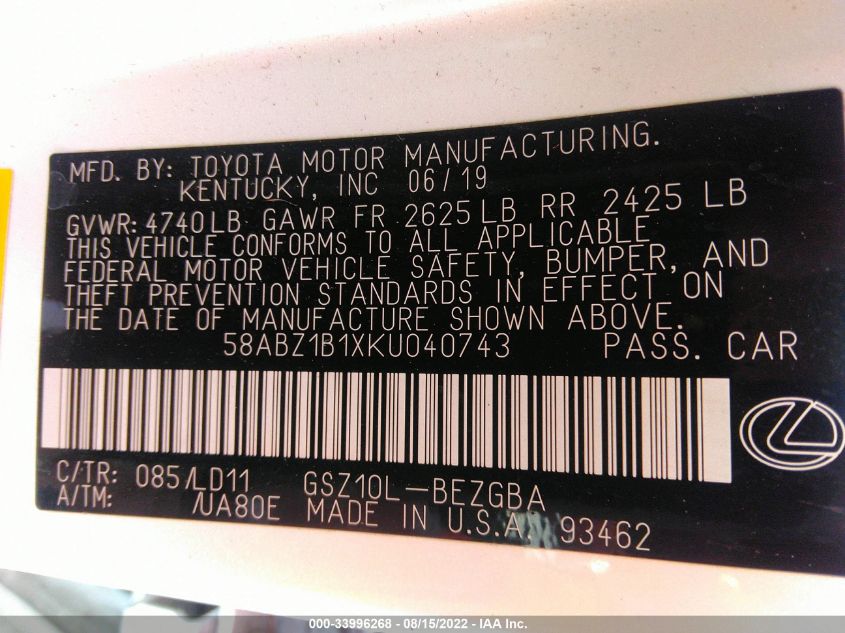 MFD. BY: TOYOTA MOTOR MANUFACTURING.
KENTUCKY, INC 06/19
GVWR: 4740LB GAWR FR 2625LB RR 2425 LB
THIS VEHICLE CONFORMS TO ALL APPLICABLE
FEDERAL MOTOR VEHICLE SAFETY, BUMPER, AND
THEFT PREVENTION STANDARDS IN EFFECT ON
THE DATE OF MANUFACTURE SHOWN ABOVE.
58ABZ1B1XKU040743 PASS. CAR
C/TR: 085/LD11 GSZ10L-BEZGBA
A/TM: /UA80E MADE IN U.S.A. 93462
000-33996268 - 08/15/2022 - IAA Inc.